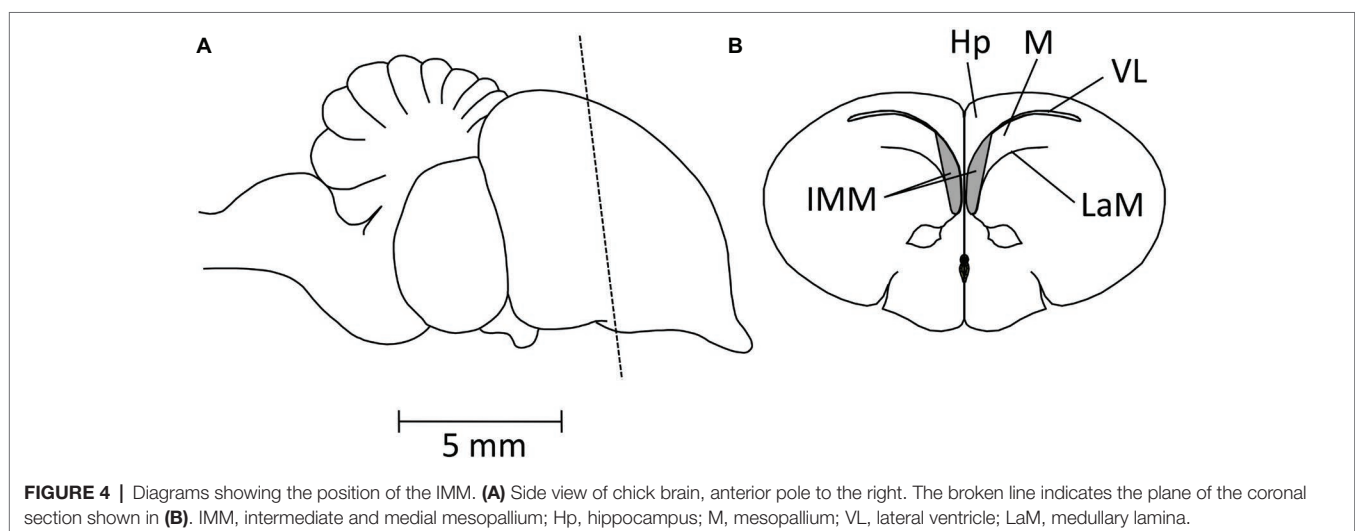 A
B
Hp M
VL
IMM
LaM
5 mm
FIGURE 4 | Diagrams showing the position of the IMM. (A) Side view of chick brain, anterior pole to the right. The broken line indicates the plane of the coronal
section shown in (B). IMM, intermediate and medial mesopallium; Hp, hippocampus; M, mesopallium; VL, lateral ventricle; LaM, medullary lamina.